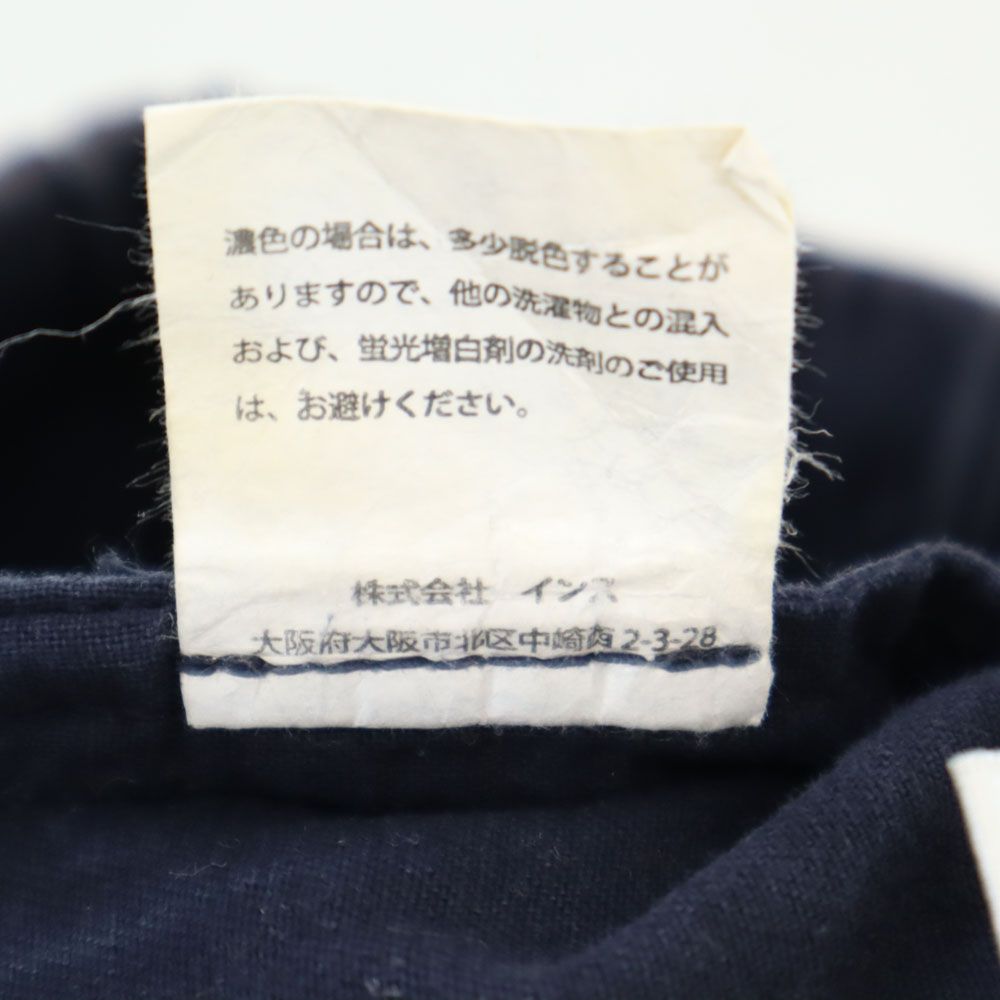 濃色の場合は、多少脱色することが
ありますので、他の洗濯物との混入
および、蛍光増白剤の洗剤のご使用
は、お避けください。
株式会社 インス
大阪府大阪市北区中崎西2-3-28